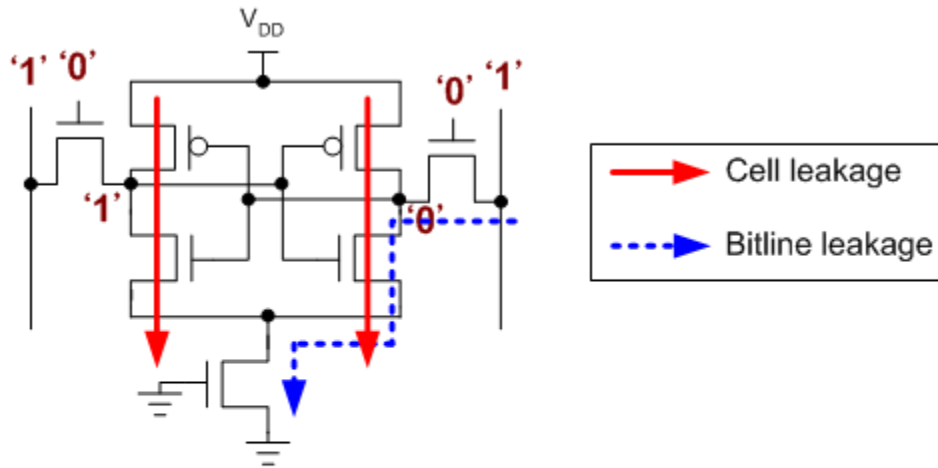 V_DD
'1' '0'
'0' '1'
'1'
'0'
Cell leakage
Bitline leakage